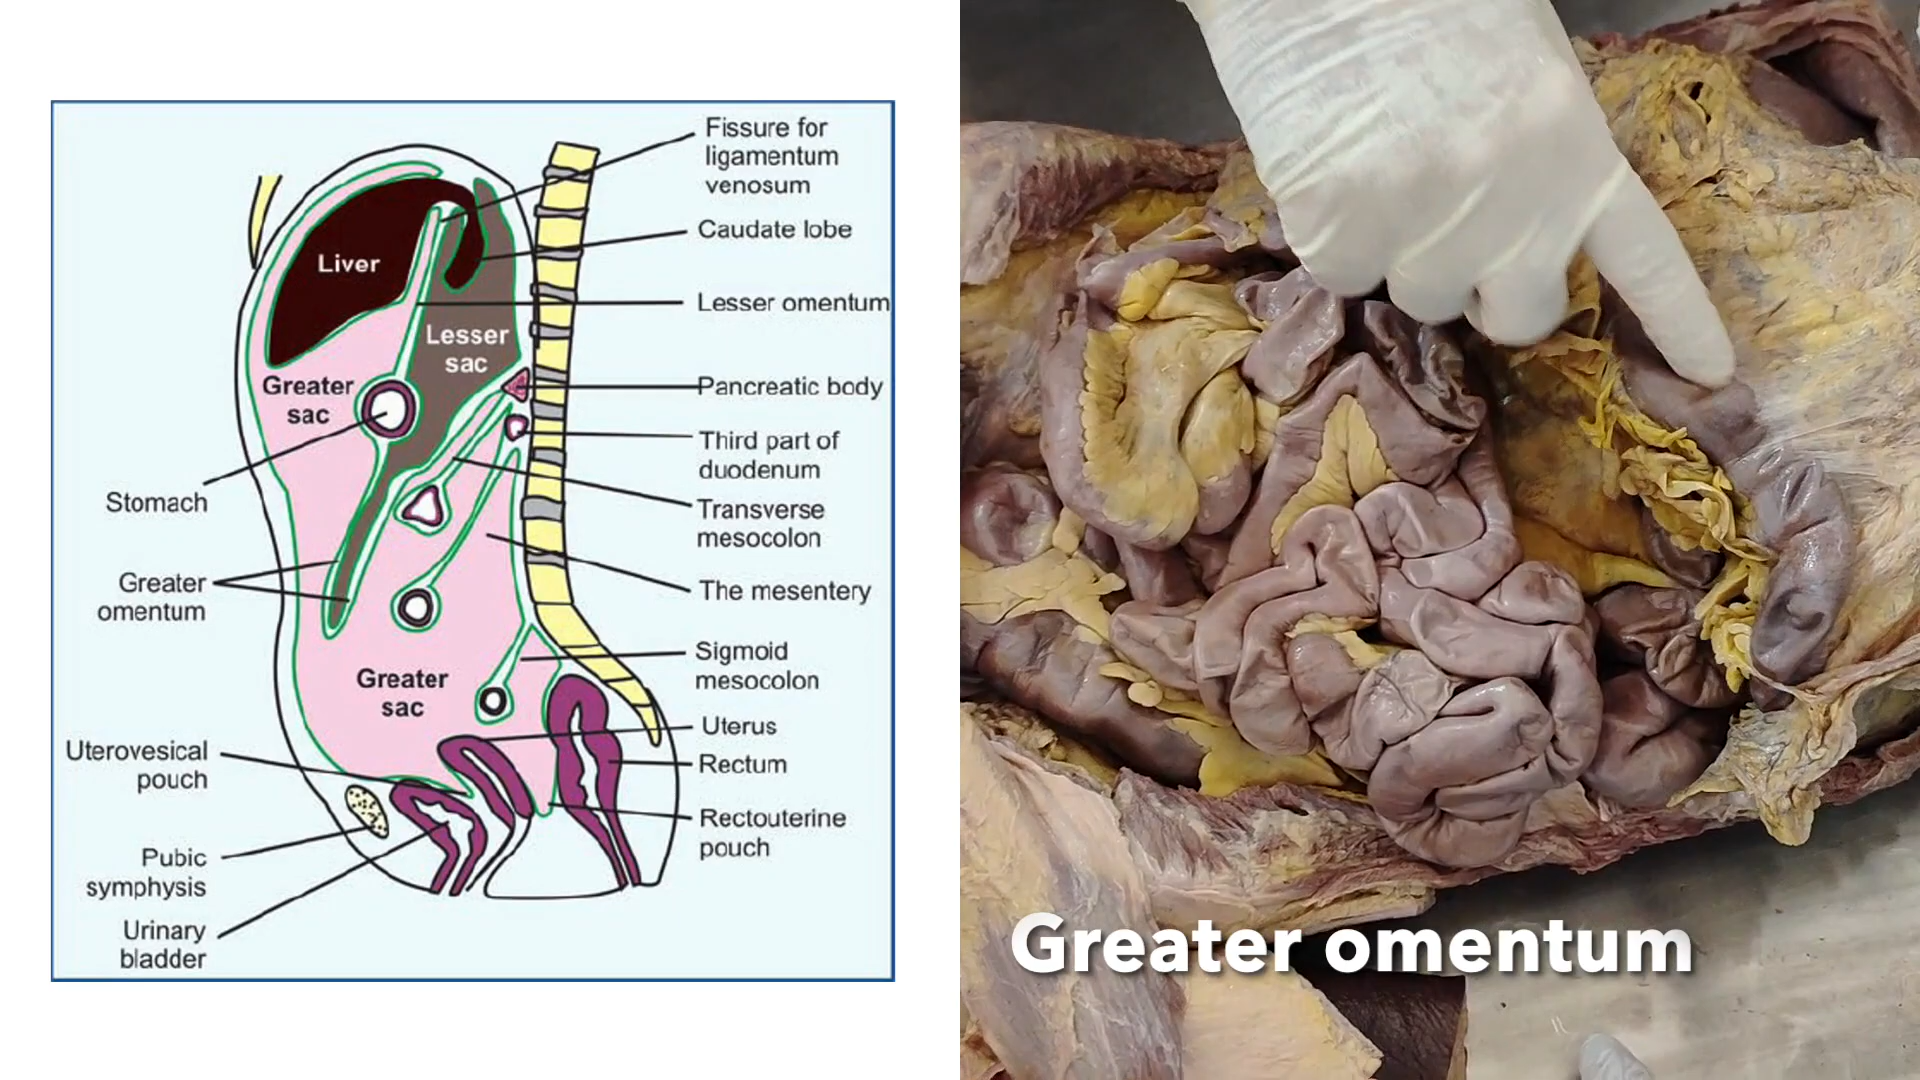 Fissure for
ligamentum
venosum
Caudate lobe
Liver
Lesser omentum
Lesser
sac
Greater
sac
Pancreatic body
Third part of
duodenum
Stomach
Transverse
mesocolon
Greater
omentum
The mesentery
Sigmoid
mesocolon
Greater
sac
Uterus
Uterovesical
pouch
Rectum
Rectouterine
pouch
Pubic
symphysis
Urinary
bladder
Greater omentum